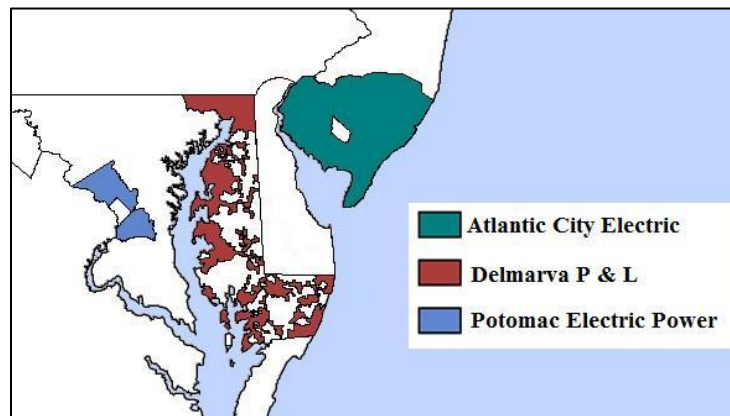 Atlantic City Electric
Delmarva P & L
Potomac Electric Power